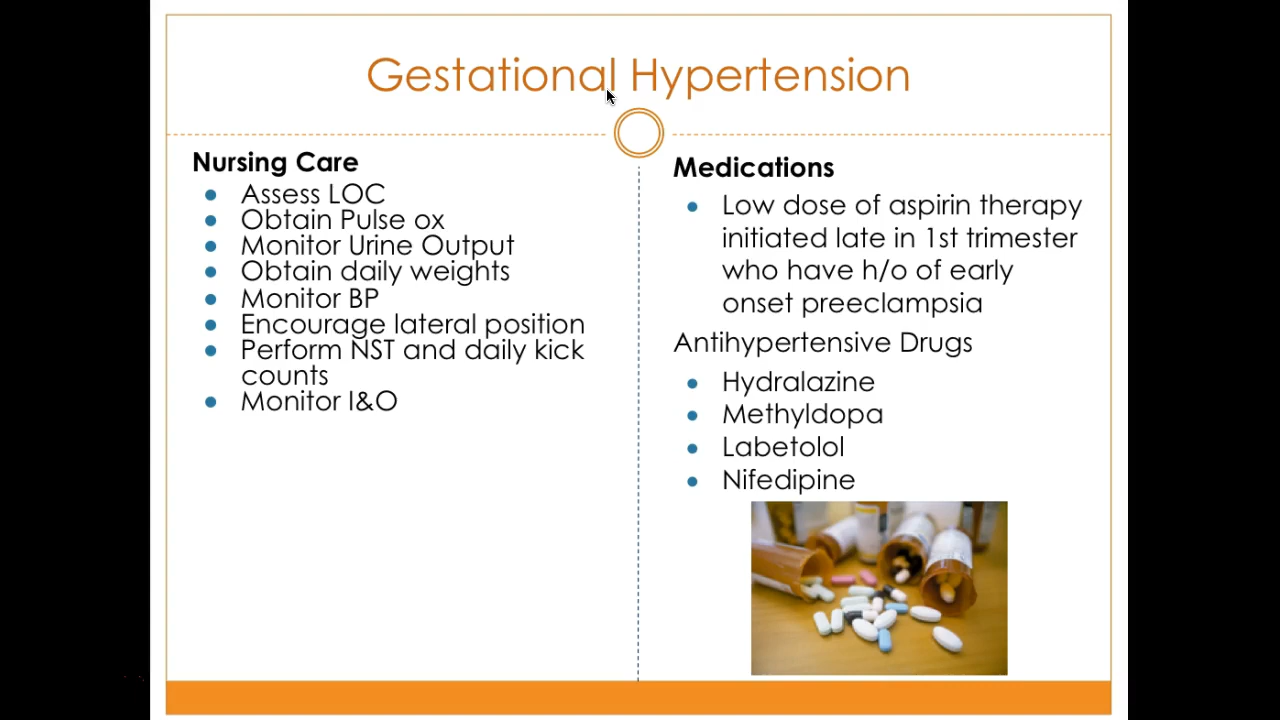 Gestational Hypertension
Nursing Care
Assess LOC
Obtain Pulse ox
Monitor Urine Output
Obtain daily weights
Monitor BP
Encourage lateral position
Perform NST and daily kick
counts
Monitor I&O
Medications
Low dose of aspirin therapy
initiated late in 1st trimester
who have h/o of early
onset preeclampsia
Antihypertensive Drugs
Hydralazine
Methyldopa
Labetolol
Nifedipine